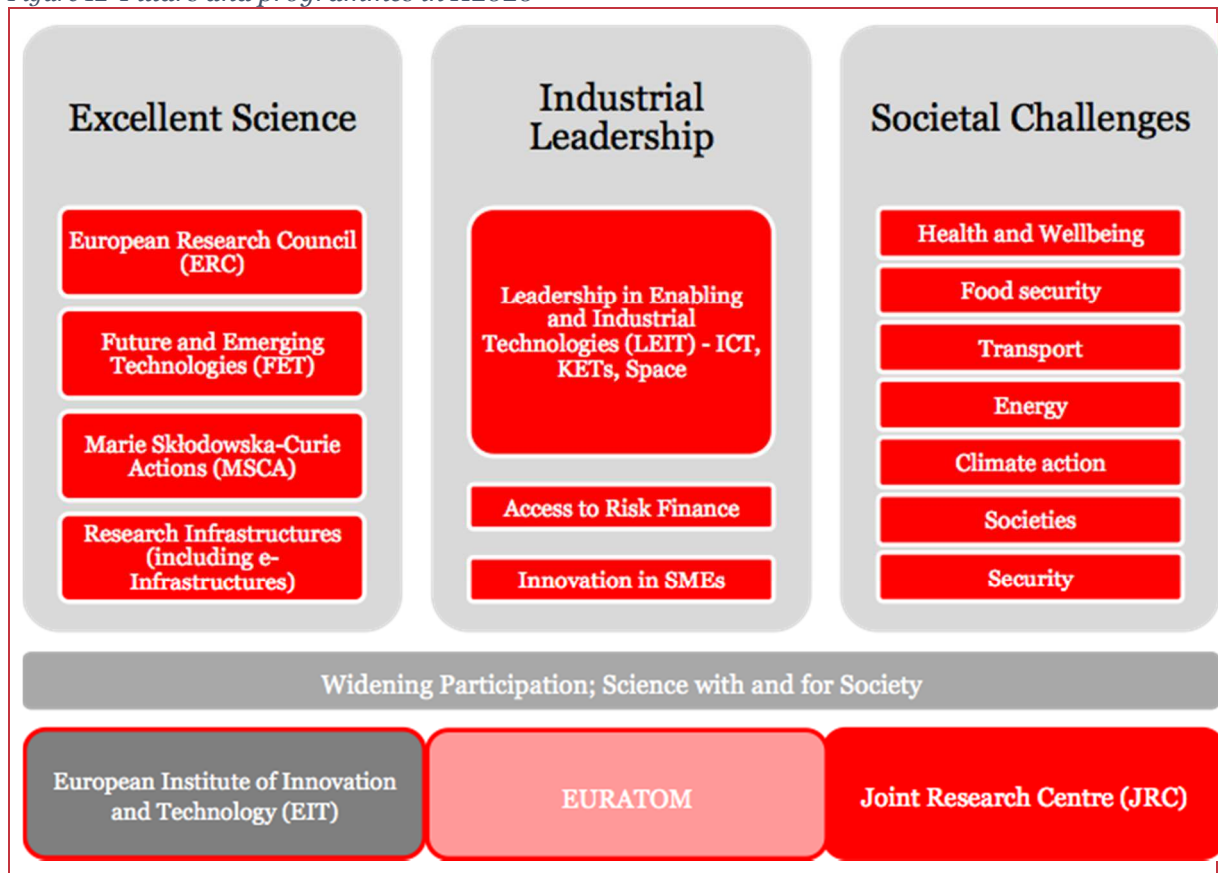 Excellent Science
European Research Council
(ERC)
Future and Emerging
Technologies (FET)
Marie Skłodowska-Curie
Actions (MSCA)
Research Infrastructures
(including e-
Infrastructures)
Industrial
Leadership
Leadership in Enabling
and Industrial
Technologies (LEIT) - ICT,
KETs, Space
Access to Risk Finance
Innovation in SMEs
Societal Challenges
Health and Wellbeing
Food security
Transport
Energy
Climate action
Societies
Security
Widening Participation; Science with and for Society
European Institute of Innovation
and Technology (EIT)
EURATOM
Joint Research Centre (JRC)